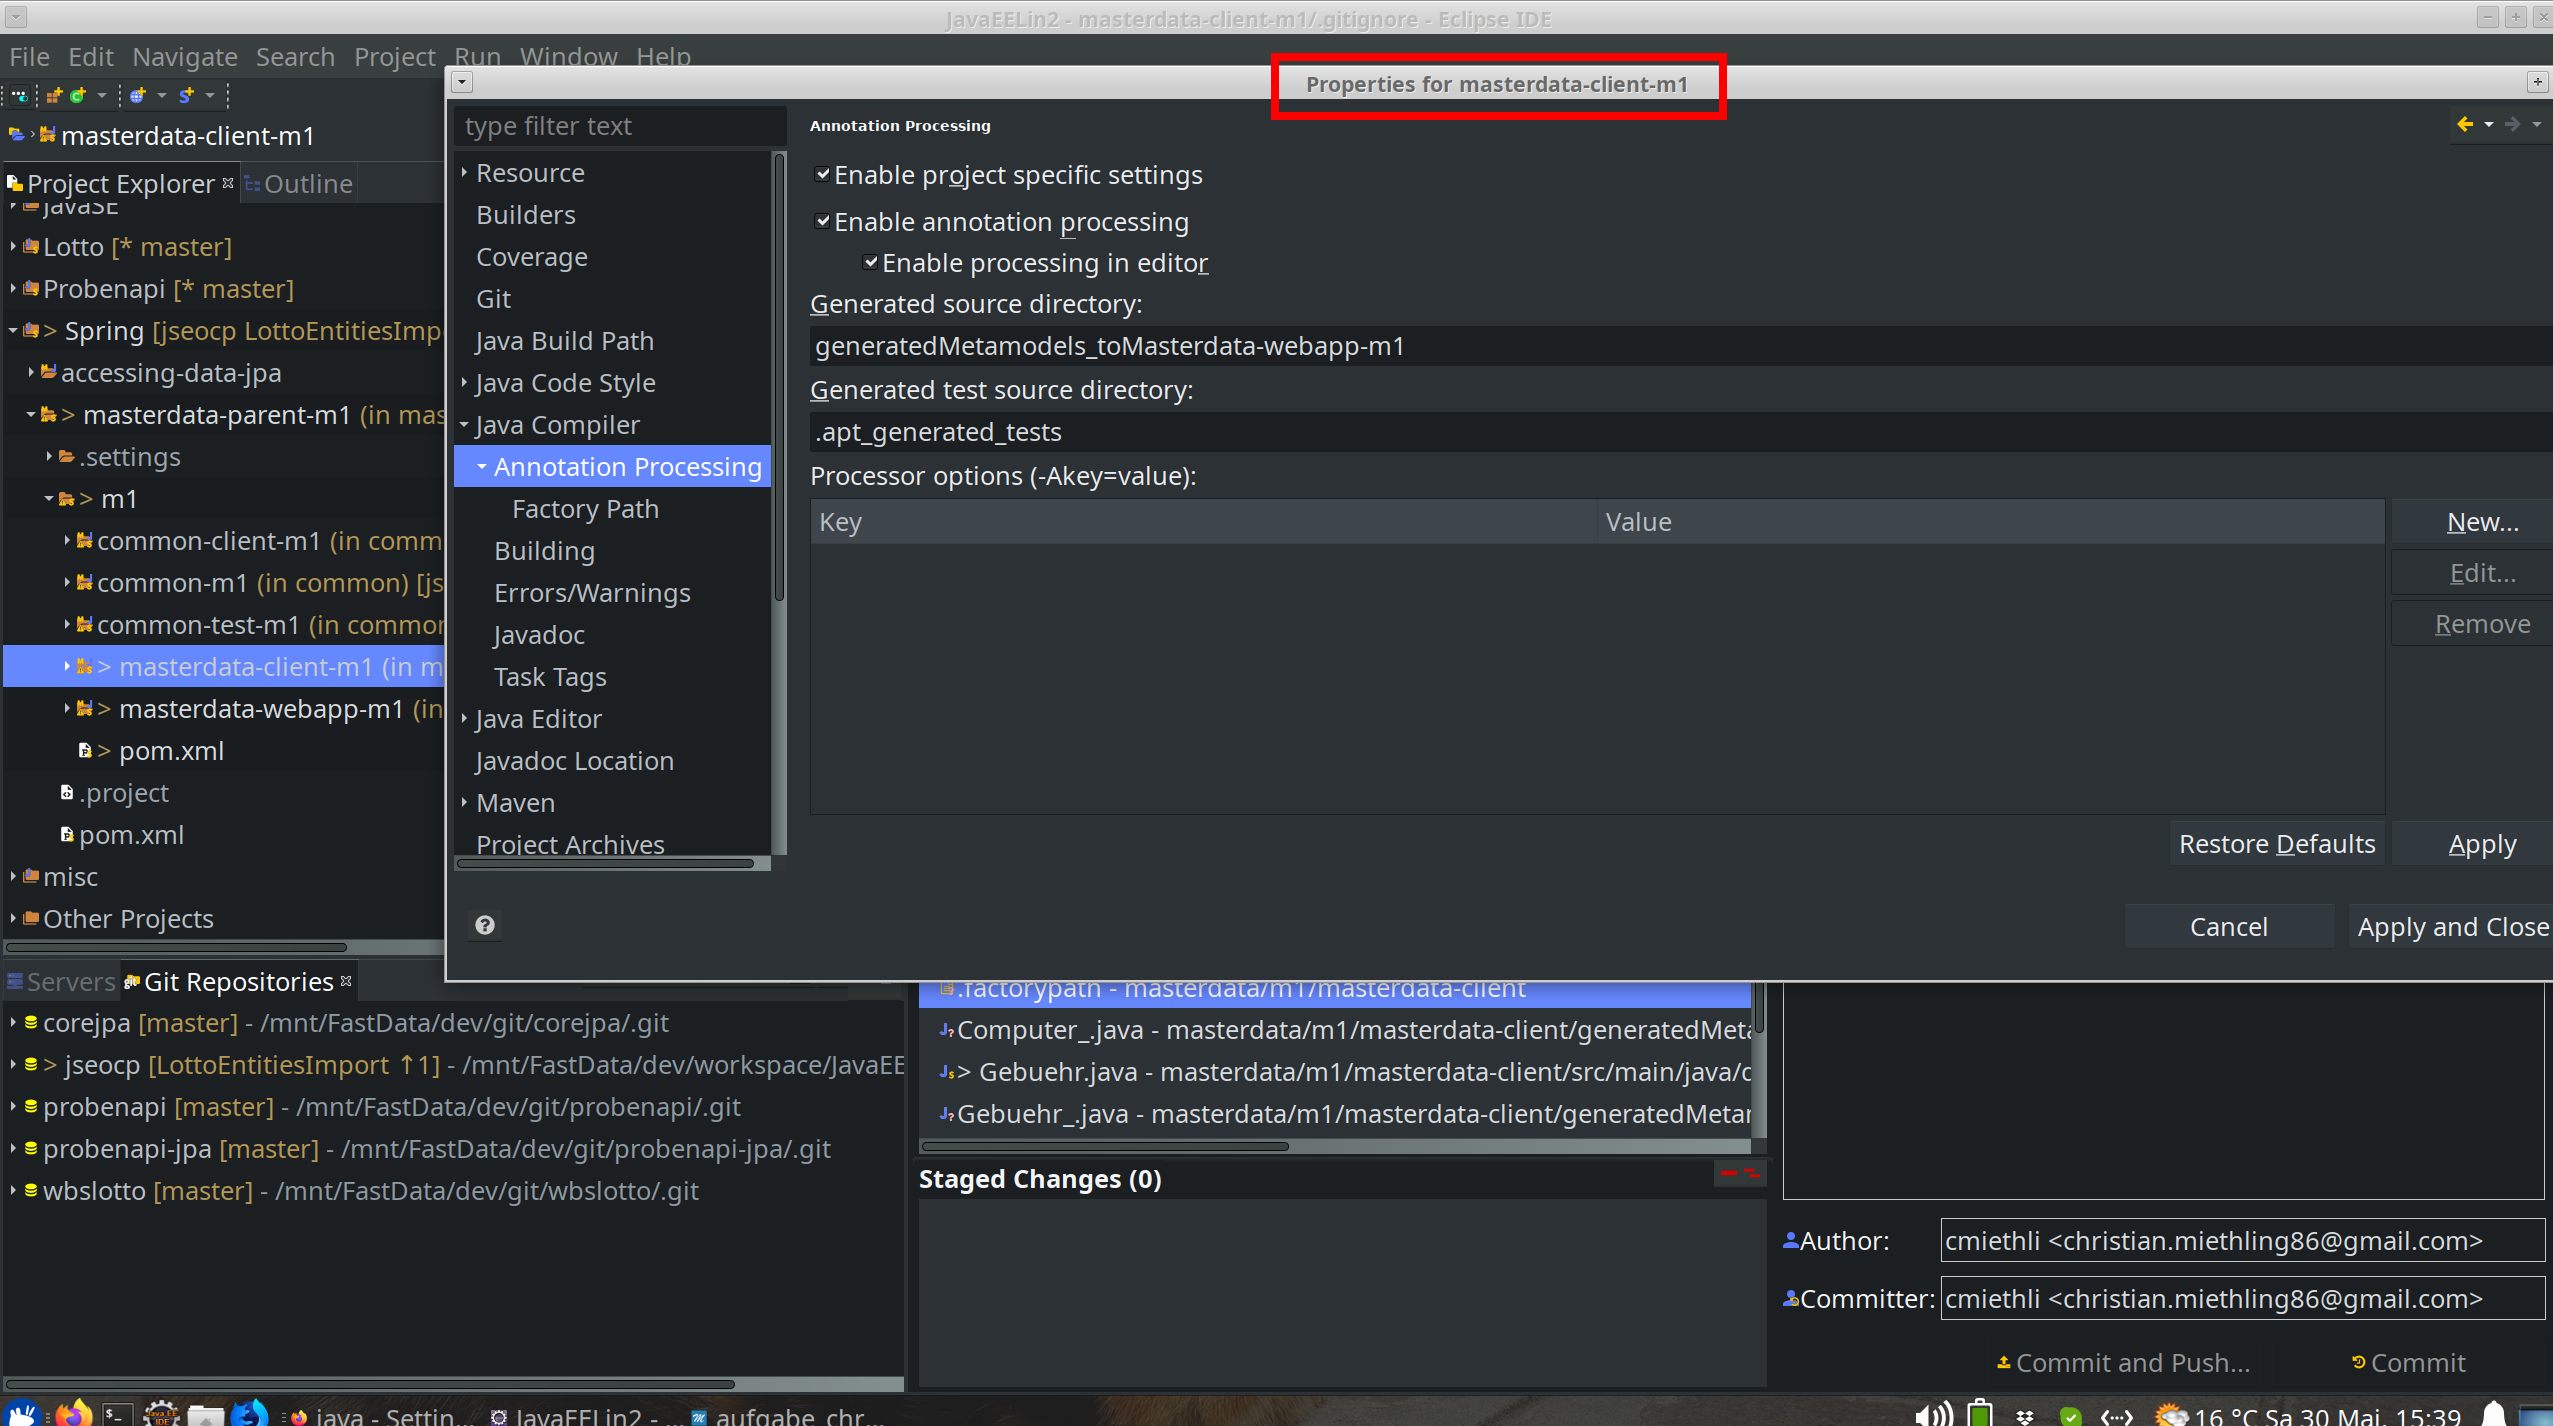 JavaEELin2 - masterdata-client-m1/.gitignore - Eclipse IDE
File Edit Navigate Search Project Run Window Help
Properties for masterdata-client-m1
masterdata-client-m1
Project Explorer
Outline
JavaSE
Lotto [* master]
Probenapi [* master]
> Spring [jseocp LottoEntitiesImp
accessing-data-jpa
> masterdata-parent-m1 (in mas
.settings
> m1
common-client-m1 (in comm
common-m1 (in common) [js
common-test-m1 (in common
> masterdata-client-m1 (in m
> masterdata-webapp-m1 (in
> pom.xml
.project
pom.xml
misc
Other Projects
type filter text
Resource
Builders
Coverage
Git
Java Build Path
Java Code Style
Java Compiler
Annotation Processing
Factory Path
Building
Errors/Warnings
Javadoc
Task Tags
Java Editor
Javadoc Location
Maven
Project Archives
Annotation Processing
Enable project specific settings
Enable annotation processing
Enable processing in editor
Generated source directory:
generatedMetamodels_toMasterdata-webapp-m1
Generated test source directory:
.apt_generated_tests
Processor options (-Akey=value):
Key Value
New...
Edit...
Remove
Restore Defaults
Apply
Cancel
Apply and Close
Servers
Git Repositories
corejpa [master] - /mnt/FastData/dev/git/corejpa/.git
> jseocp [LottoEntitiesImport ↑1] - /mnt/FastData/dev/workspace/JavaEE
probenapi [master] - /mnt/FastData/dev/git/probenapi/.git
probenapi-jpa [master] - /mnt/FastData/dev/git/probenapi-jpa/.git
wbslotto [master] - /mnt/FastData/dev/git/wbslotto/.git
.factorypath - masterdata/m1/masterdata-client
Computer_.java - masterdata/m1/masterdata-client/generatedMeta
> Gebuehr.java - masterdata/m1/masterdata-client/src/main/java/c
Gebuehr_.java - masterdata/m1/masterdata-client/generatedMetar
Staged Changes (0)
Author: cmiethli <christian.miethling86@gmail.com>
Committer: cmiethli <christian.miethling86@gmail.com>
Commit and Push...
Commit
java - Settin...
JavaEELin2 - ...
aufgabe_chr...
16 °C Sa 30 Mai, 15:39